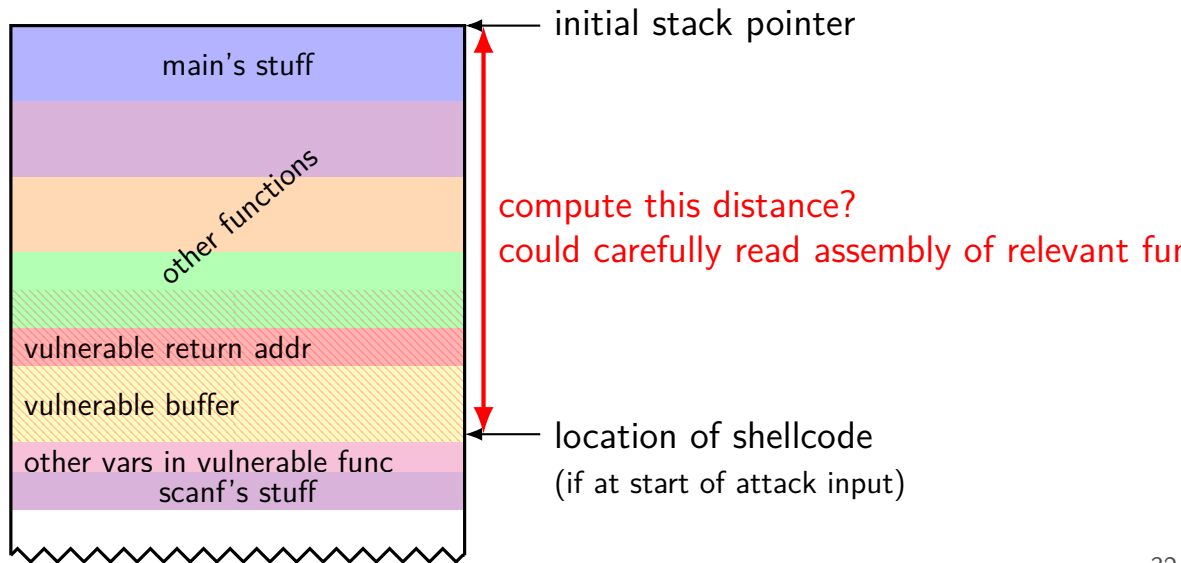 initial stack pointer
main's stuff
other functions
compute this distance?
could carefully read assembly of relevant
vulnerable return addr
vulnerable buffer
location of shellcode
(if at start of attack input)
other vars in vulnerable func
scanf's stuff